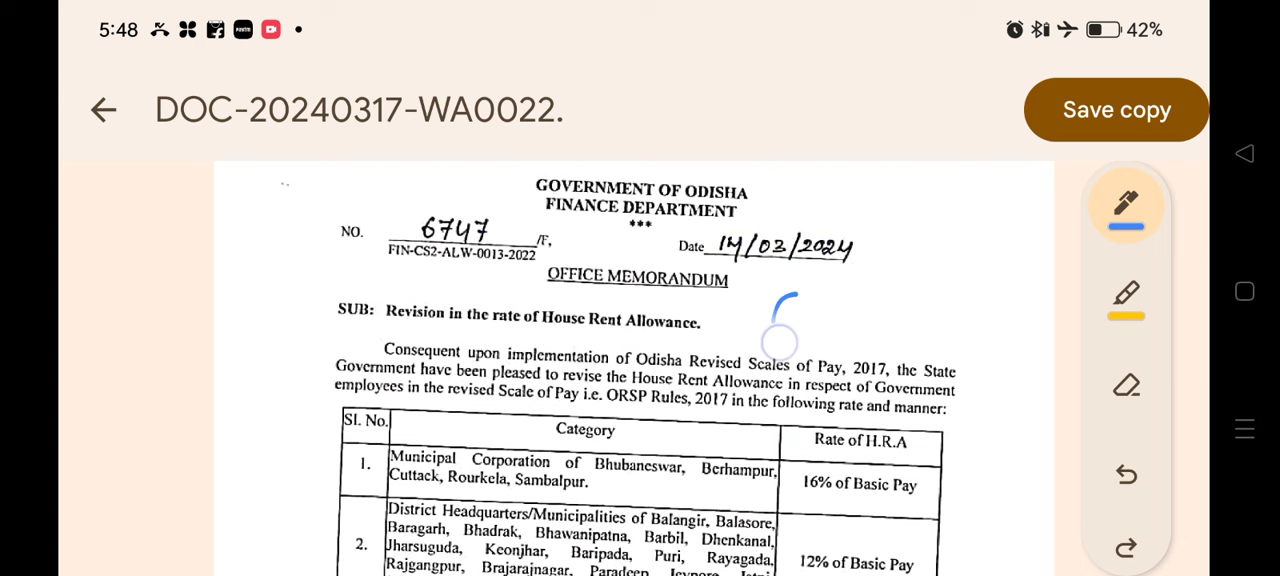 5:48
42%
DOC-20240317-WA0022.
Save copy
GOVERNMENT OF ODISHA
FINANCE DEPARTMENT
***
NO. 6747 /F,
FIN-CS2-ALW-0013-2022
Date 14/03/2024
OFFICE MEMORANDUM
SUB: Revision in the rate of House Rent Allowance.
Consequent upon implementation of Odisha Revised Scales of Pay, 2017, the State
Government have been pleased to revise the House Rent Allowance in respect of Government
employees in the revised Scale of Pay i.e. ORSP Rules, 2017 in the following rate and manner:
Sl. No. Category Rate of H.R.A
1. Municipal Corporation of Bhubaneswar, Berhampur,
Cuttack, Rourkela, Sambalpur. 16% of Basic Pay
District Headquarters/Municipalities of Balangir, Balasore,
Baragarh, Bhadrak, Bhawanipatna, Barbil, Dhenkanal,
2. Jharsuguda, Keonjhar, Baripada, Puri, Rayagada, 12% of Basic Pay
Rajgangpur, Brajarajnagar, Paradeep